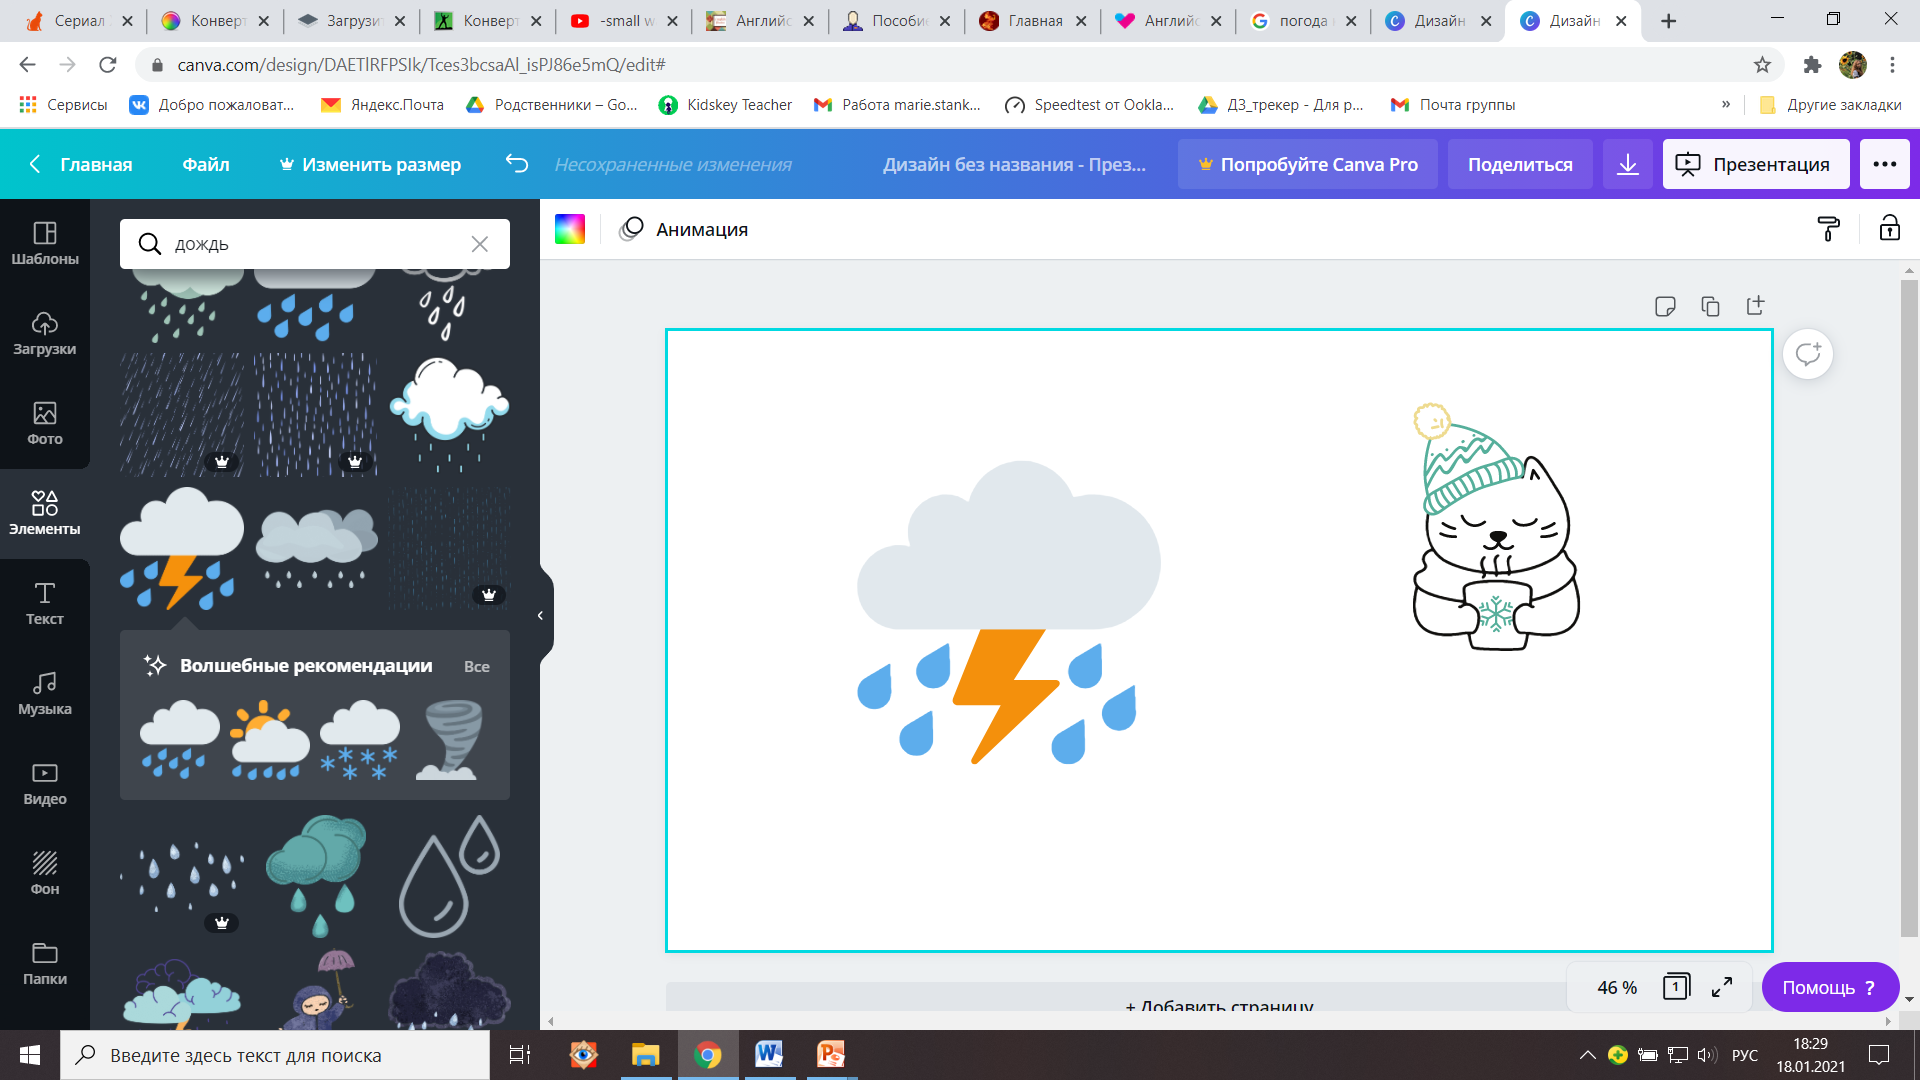 Сериал
Конверт
Загрузит
Конверт
-small w
Английс
Пособие
Главная
Английс
погода
Дизайн
Дизайн
canva.com/design/DAETlRFPSIk/Tces3bcsaAl_isPJ86e5mQ/edit#
Сервисы
Добро пожаловат...
Яндекс.Почта
Родственники – Go...
Kidskey Teacher
Работа marie.stank...
Speedtest от Ookla...
ДЗ_трекер - Для р...
Почта группы
»
Другие закладки
Главная
Файл
Изменить размер
Несохраненные изменения
Дизайн без названия - През...
Попробуйте Canva Pro
Поделиться
Презентация
Шаблоны
Загрузки
Фото
Элементы
Текст
Музыка
Видео
Фон
Папки
дождь
Волшебные рекомендации
Все
Анимация
+ Добавить страницу
46 %
1
Помощь ?
Введите здесь текст для поиска
РУС
18:29
18.01.2021